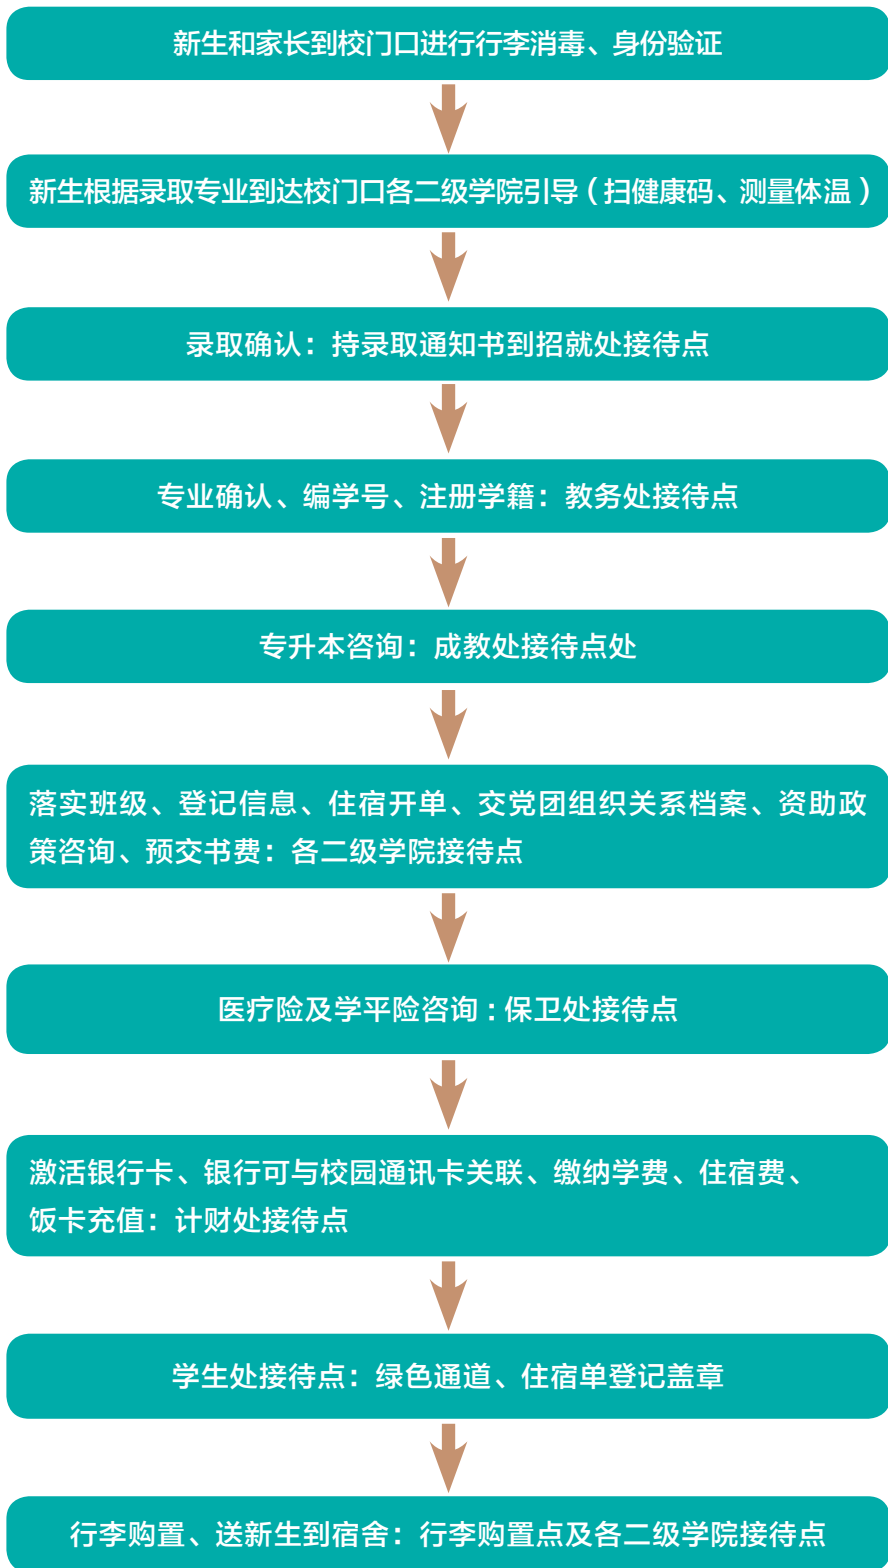 新生和家长到校门口进行行李消毒、身份验证
新生根据录取专业到达校门口各二级学院引导（扫健康码、测量体温）
录取确认：持录取通知书到招就处接待点
专业确认、编学号、注册学籍：教务处接待点
专升本咨询：成教处接待点处
落实班级、登记信息、住宿开单、交党团组织关系档案、资助政
策咨询、预交书费：各二级学院接待点
医疗险及学平险咨询：保卫处接待点
激活银行卡、银行可与校园通讯卡关联、缴纳学费、住宿费、
饭卡充值：计财处接待点
学生处接待点：绿色通道、住宿单登记盖章
行李购置、送新生到宿舍：行李购置点及各二级学院接待点